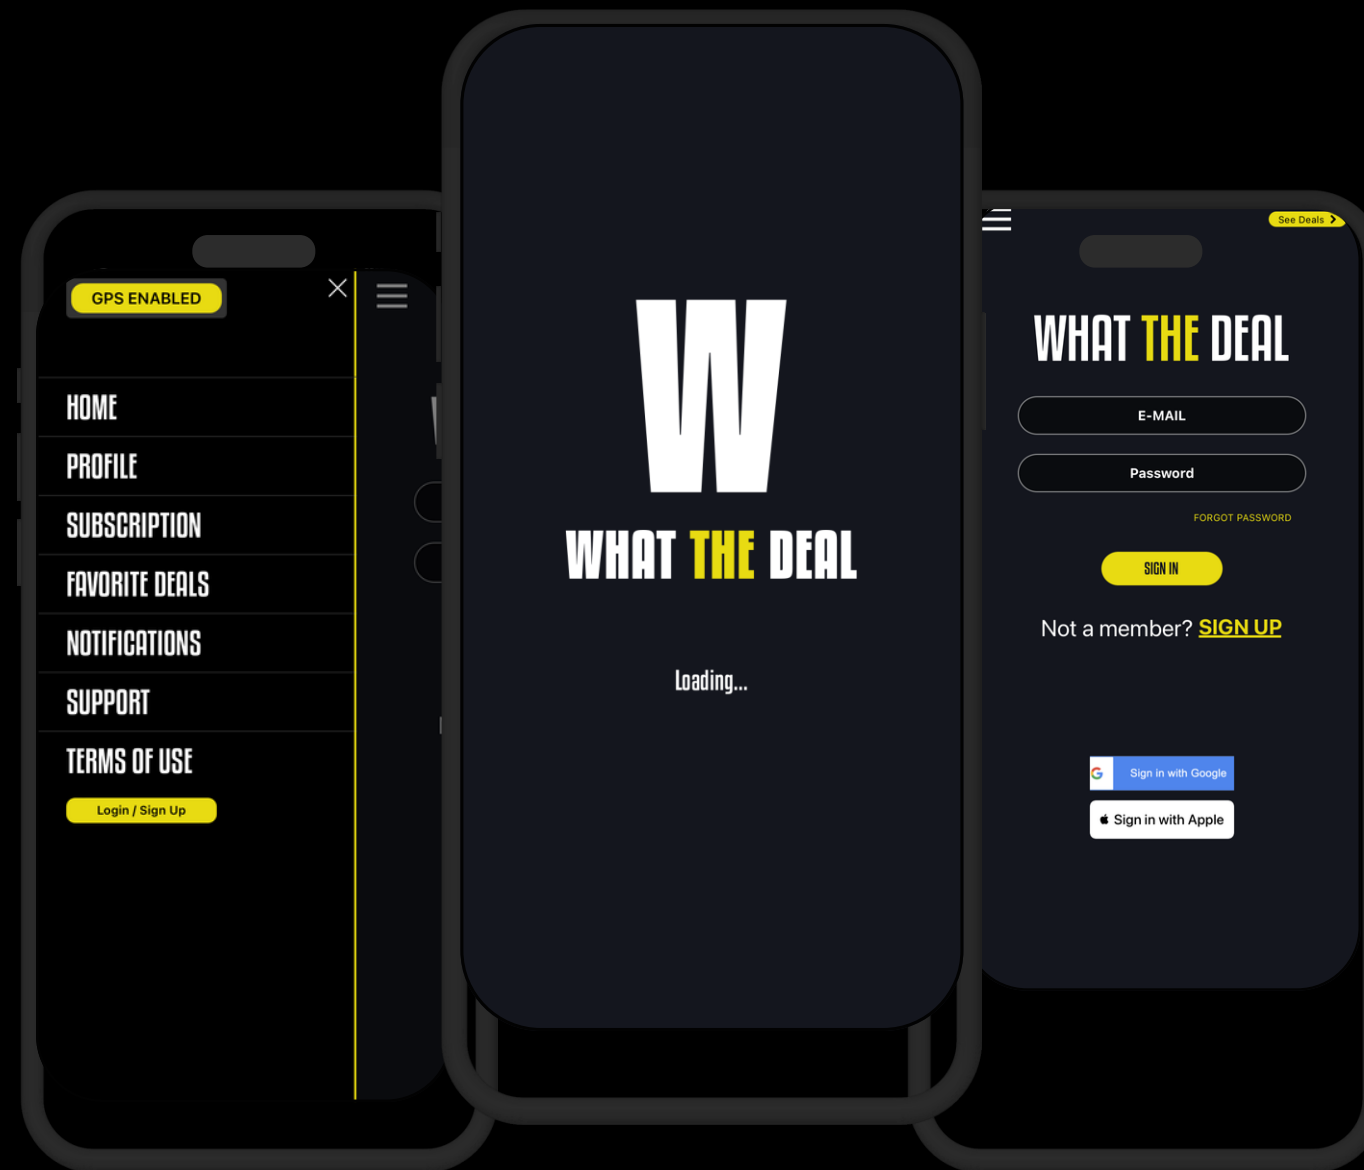 GPS ENABLED
HOME
PROFILE
SUBSCRIPTION
FAVORITE DEALS
NOTIFICATIONS
SUPPORT
TERMS OF USE
Login / Sign Up
W
WHAT THE DEAL
Loading...
See Deals
WHAT THE DEAL
E-MAIL
Password
FORGOT PASSWORD
SIGN IN
Not a member? SIGN UP
G Sign in with Google
Sign in with Apple